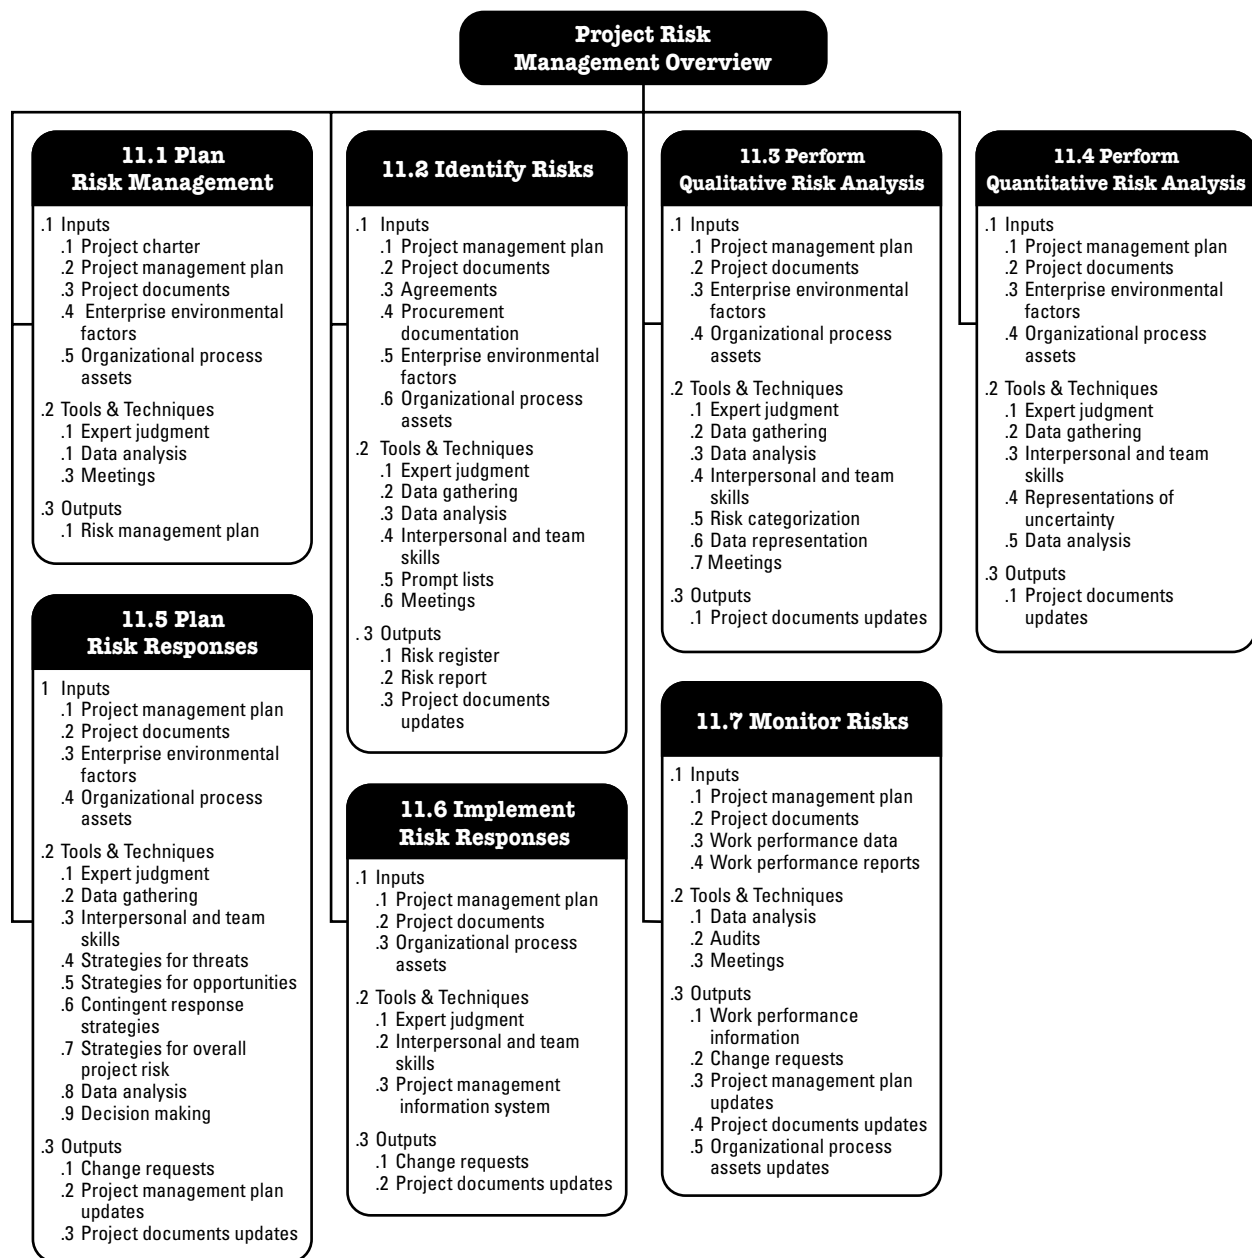 Project Risk
Management Overview
11.1 Plan
Risk Management
.1 Inputs
.1 Project charter
.2 Project management plan
.3 Project documents
.4 Enterprise environmental
factors
.5 Organizational process
assets
.2 Tools & Techniques
.1 Expert judgment
.1 Data analysis
.3 Meetings
.3 Outputs
.1 Risk management plan
11.2 Identify Risks
.1 Inputs
.1 Project management plan
.2 Project documents
.3 Agreements
.4 Procurement
documentation
.5 Enterprise environmental
factors
.6 Organizational process
assets
.2 Tools & Techniques
.1 Expert judgment
.2 Data gathering
.3 Data analysis
.4 Interpersonal and team
skills
.5 Prompt lists
.6 Meetings
. 3 Outputs
.1 Risk register
.2 Risk report
.3 Project documents
updates
11.3 Perform
Qualitative Risk Analysis
.1 Inputs
.1 Project management plan
.2 Project documents
.3 Enterprise environmental
factors
.4 Organizational process
assets
.2 Tools & Techniques
.1 Expert judgment
.2 Data gathering
.3 Data analysis
.4 Interpersonal and team
skills
.5 Risk categorization
.6 Data representation
.7 Meetings
.3 Outputs
.1 Project documents updates
11.4 Perform
Quantitative Risk Analysis
.1 Inputs
.1 Project management plan
.2 Project documents
.3 Enterprise environmental
factors
.4 Organizational process
assets
.2 Tools & Techniques
.1 Expert judgment
.2 Data gathering
.3 Interpersonal and team
skills
.4 Representations of
uncertainty
.5 Data analysis
.3 Outputs
.1 Project documents
updates
11.5 Plan
Risk Responses
1 Inputs
.1 Project management plan
.2 Project documents
.3 Enterprise environmental
factors
.4 Organizational process
assets
.2 Tools & Techniques
.1 Expert judgment
.2 Data gathering
.3 Interpersonal and team
skills
.4 Strategies for threats
.5 Strategies for opportunities
.6 Contingent response
strategies
.7 Strategies for overall
project risk
.8 Data analysis
.9 Decision making
.3 Outputs
.1 Change requests
.2 Project management plan
updates
.3 Project documents updates
11.6 Implement
Risk Responses
.1 Inputs
.1 Project management plan
.2 Project documents
.3 Organizational process
assets
.2 Tools & Techniques
.1 Expert judgment
.2 Interpersonal and team
skills
.3 Project management
information system
.3 Outputs
.1 Change requests
.2 Project documents updates
11.7 Monitor Risks
.1 Inputs
.1 Project management plan
.2 Project documents
.3 Work performance data
.4 Work performance reports
.2 Tools & Techniques
.1 Data analysis
.2 Audits
.3 Meetings
.3 Outputs
.1 Work performance
information
.2 Change requests
.3 Project management plan
updates
.4 Project documents updates
.5 Organizational process
assets updates